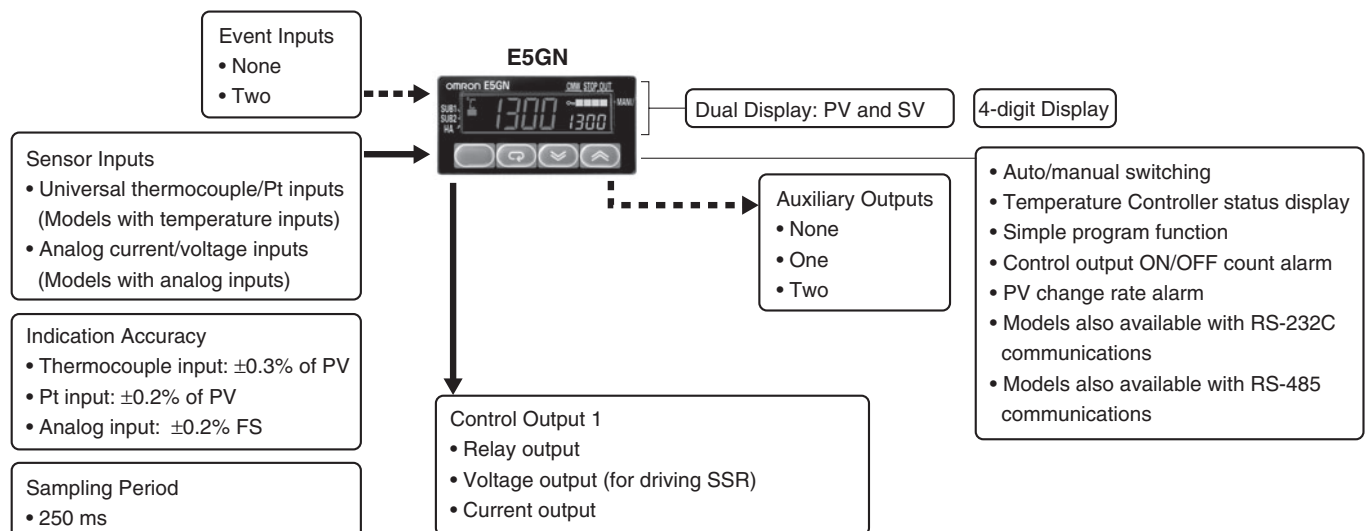 Event Inputs
• None
• Two
E5GN
omron E5GN
CMW STOP OUT
°C
SUB1
SUB2
HA
1300
1300
MANU
Dual Display: PV and SV
4-digit Display
Sensor Inputs
• Universal thermocouple/Pt inputs
(Models with temperature inputs)
• Analog current/voltage inputs
(Models with analog inputs)
Indication Accuracy
• Thermocouple input: ±0.3% of PV
• Pt input: ±0.2% of PV
• Analog input: ±0.2% FS
Sampling Period
• 250 ms
Auxiliary Outputs
• None
• One
• Two
Control Output 1
• Relay output
• Voltage output (for driving SSR)
• Current output
• Auto/manual switching
• Temperature Controller status display
• Simple program function
• Control output ON/OFF count alarm
• PV change rate alarm
• Models also available with RS-232C
communications
• Models also available with RS-485
communications